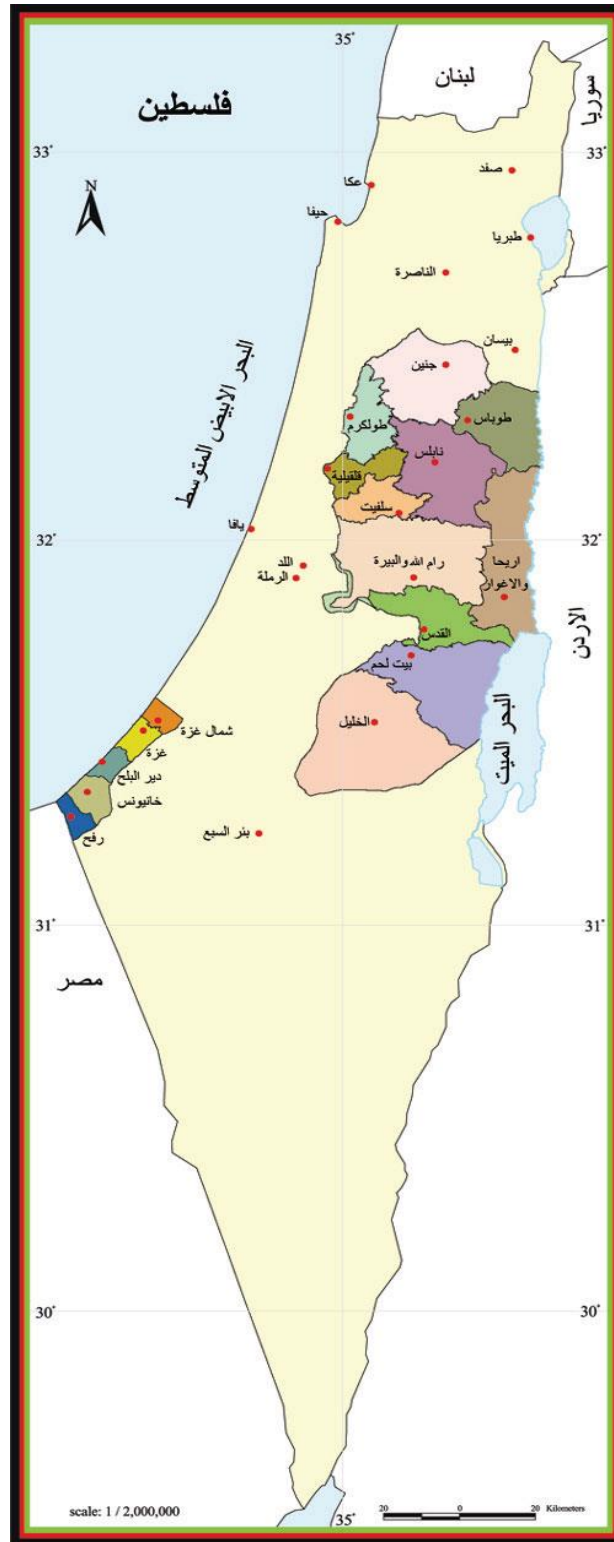 35°
لبنان
سوريا
فلسطين
33°
33°
صفد
عكا
N
حيفا
طبريا
الناصرة
البحر الابيض المتوسط
بيسان
جنين
طولكرم
طوباس
نابلس
قلقيلية
سلفيت
32°
32°
يافا
اللد
الرملة
رام الله والبيرة
اريحا
والاغوار
الاردن
القدس
بيت لحم
البحر الميت
الخليل
شمال غزة
غزة
دير البلح
خانيونس
رفح
بئر السبع
31°
31°
مصر
30°
30°
scale: 1 / 2,000,000
20 0 20 Kilometers
35°